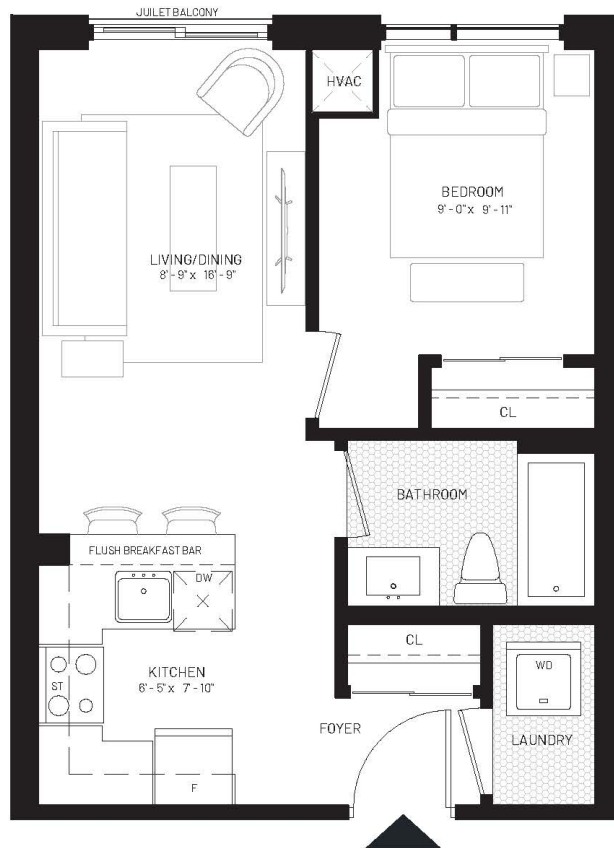 JUILET BALCONY
HVAC
BEDROOM
9' - 0" x 9' - 11"
LIVING/DINING
8' - 9" x 16' - 9"
CL
BATHROOM
FLUSH BREAKFAST BAR
DW
CL
WD
KITCHEN
6' - 5" x 7' - 10"
ST
FOYER
LAUNDRY
F